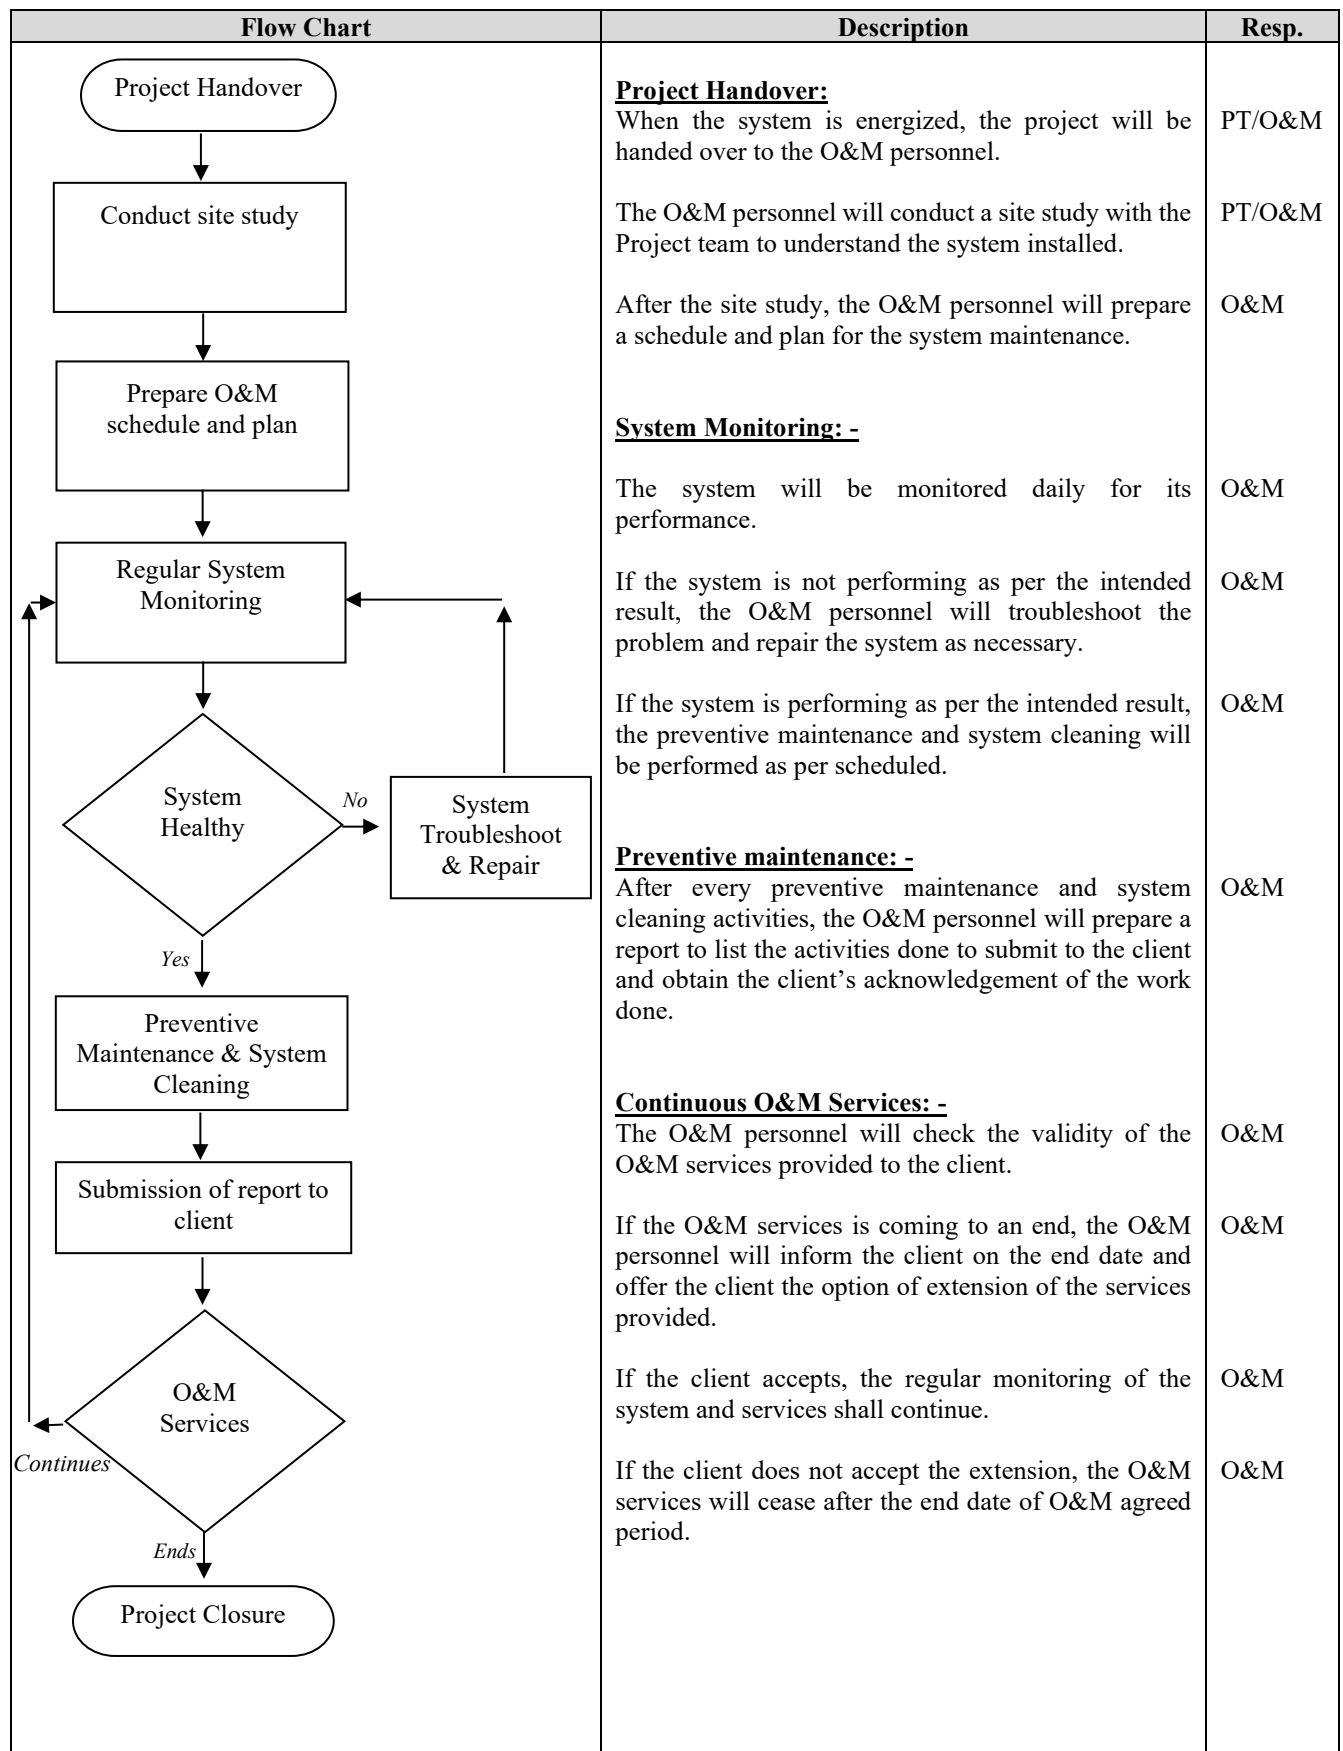 Flow Chart
Description
Resp.
Project Handover
Conduct site study
Prepare O&M
schedule and plan
Regular System
Monitoring
System
Healthy
No
System
Troubleshoot
& Repair
Yes
Preventive
Maintenance & System
Cleaning
Submission of report to
client
O&M
Services
Continues
Ends
Project Closure
Project Handover:
When the system is energized, the project will be
handed over to the O&M personnel.
PT/O&M
The O&M personnel will conduct a site study with the
Project team to understand the system installed.
PT/O&M
After the site study, the O&M personnel will prepare
a schedule and plan for the system maintenance.
O&M
System Monitoring: -
The system will be monitored daily for its
performance.
O&M
If the system is not performing as per the intended
result, the O&M personnel will troubleshoot the
problem and repair the system as necessary.
O&M
If the system is performing as per the intended result,
the preventive maintenance and system cleaning will
be performed as per scheduled.
O&M
Preventive maintenance: -
After every preventive maintenance and system
cleaning activities, the O&M personnel will prepare a
report to list the activities done to submit to the client
and obtain the client’s acknowledgement of the work
done.
O&M
Continuous O&M Services: -
The O&M personnel will check the validity of the
O&M services provided to the client.
O&M
If the O&M services is coming to an end, the O&M
personnel will inform the client on the end date and
offer the client the option of extension of the services
provided.
O&M
If the client accepts, the regular monitoring of the
system and services shall continue.
O&M
If the client does not accept the extension, the O&M
services will cease after the end date of O&M agreed
period.
O&M